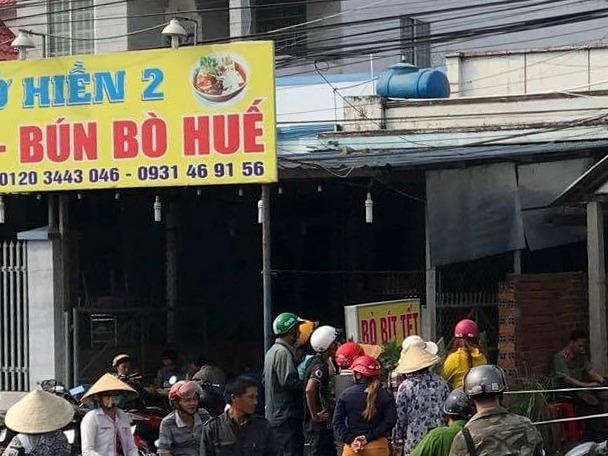 HIỀN 2
- BÚN BÒ HUẾ
0120 3443 046 - 0931 46 91 56
BÒ BÍT TẾT